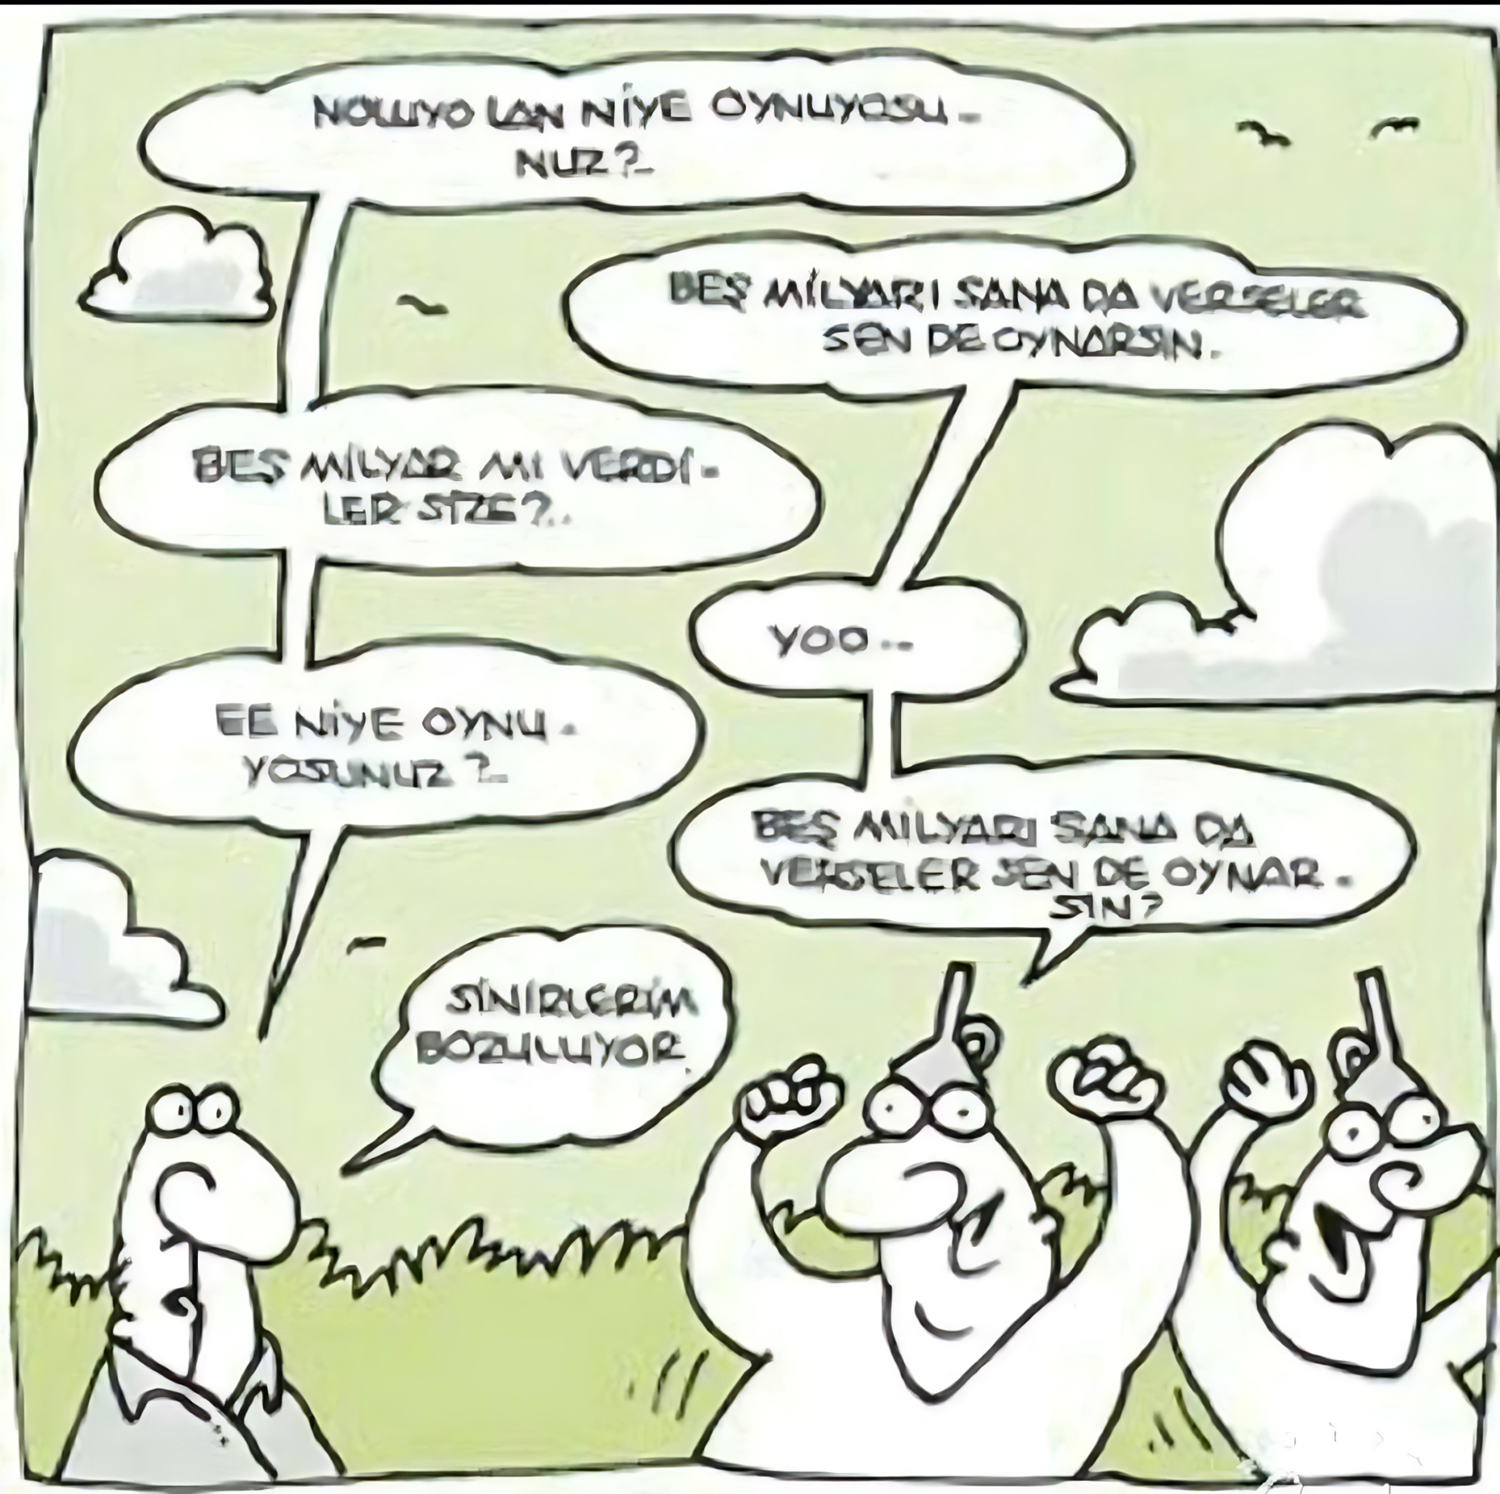 NOLUYO LAN NİYE OYNUYOSU-
NUZ?..
BEŞ MİLYARI SANA DA VERSELER
SEN DE OYNARSIN.
BEŞ MİLYAR MI VERDİ-
LER SİZE?..
YOO...
EE NİYE OYNU-
YOSUNUZ?..
BEŞ MİLYARI SANA DA
VERSELER SEN DE OYNAR-
SIN?
SİNİRLERİM
BOZULUYOR.